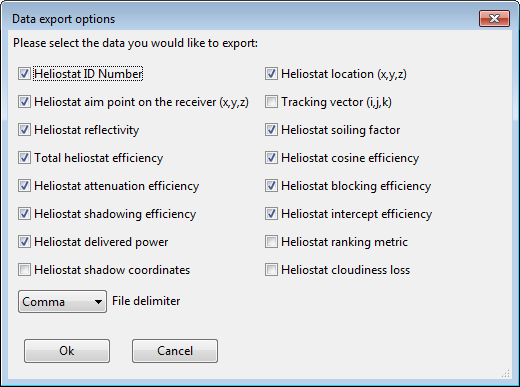 Data export options
Please select the data you would like to export:
Heliostat ID Number
Heliostat location (x,y,z)
Heliostat aim point on the receiver (x,y,z)
Tracking vector (i,j,k)
Heliostat reflectivity
Heliostat soiling factor
Total heliostat efficiency
Heliostat cosine efficiency
Heliostat attenuation efficiency
Heliostat blocking efficiency
Heliostat shadowing efficiency
Heliostat intercept efficiency
Heliostat delivered power
Heliostat ranking metric
Heliostat shadow coordinates
Heliostat cloudiness loss
Comma
File delimiter
Ok
Cancel